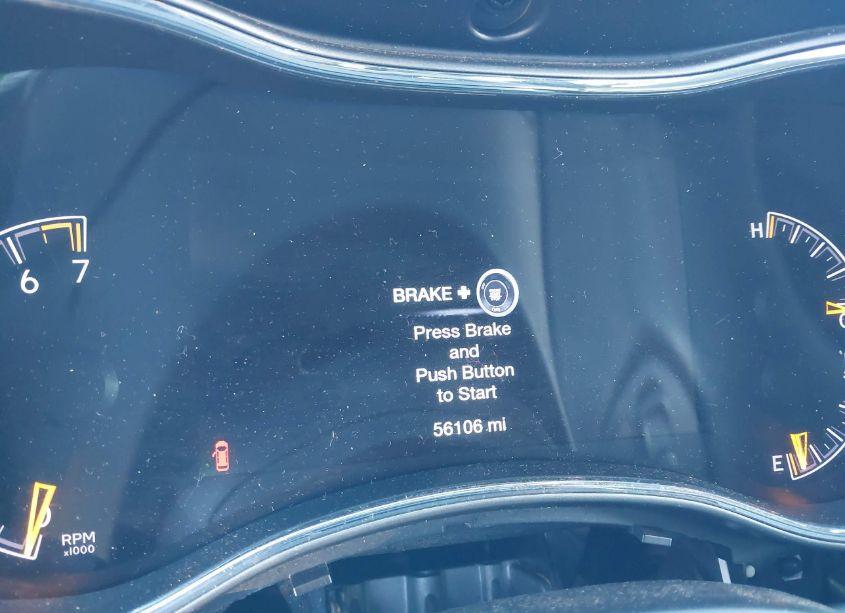 6
7
H
BRAKE +
Press Brake
and
Push Button
to Start
56106 mi
E
RPM
x1000